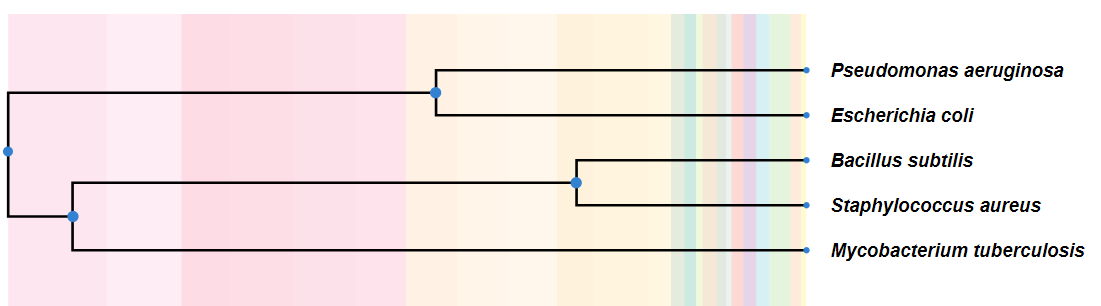 Pseudomonas aeruginosa
Escherichia coli
Bacillus subtilis
Staphylococcus aureus
Mycobacterium tuberculosis